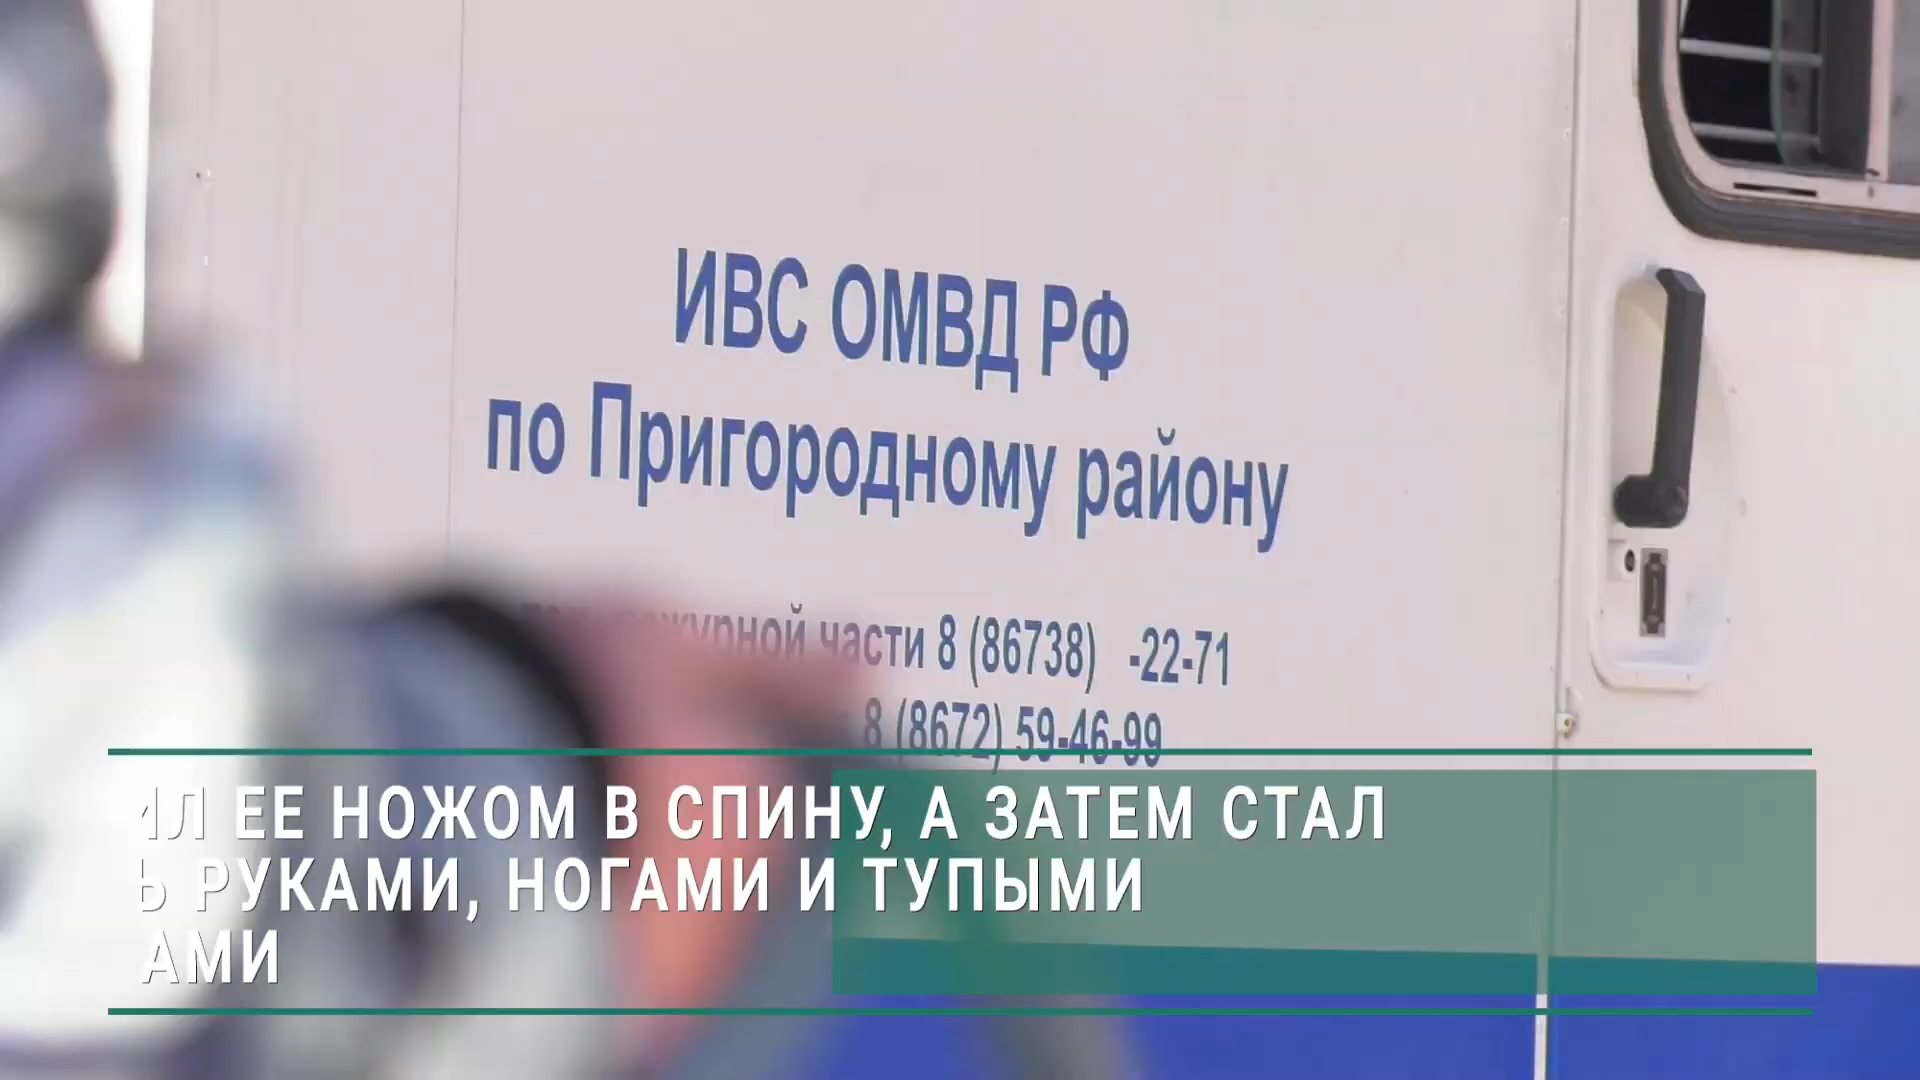 ИВС ОМВД РФ
по Пригородному району
части 8 (86738) -22-71
8 (8672) 59-46-99
ЕЕ НОЖОМ В СПИНУ, А ЗАТЕМ СТАЛ
РУКАМИ, НОГАМИ И ТУПЫМИ